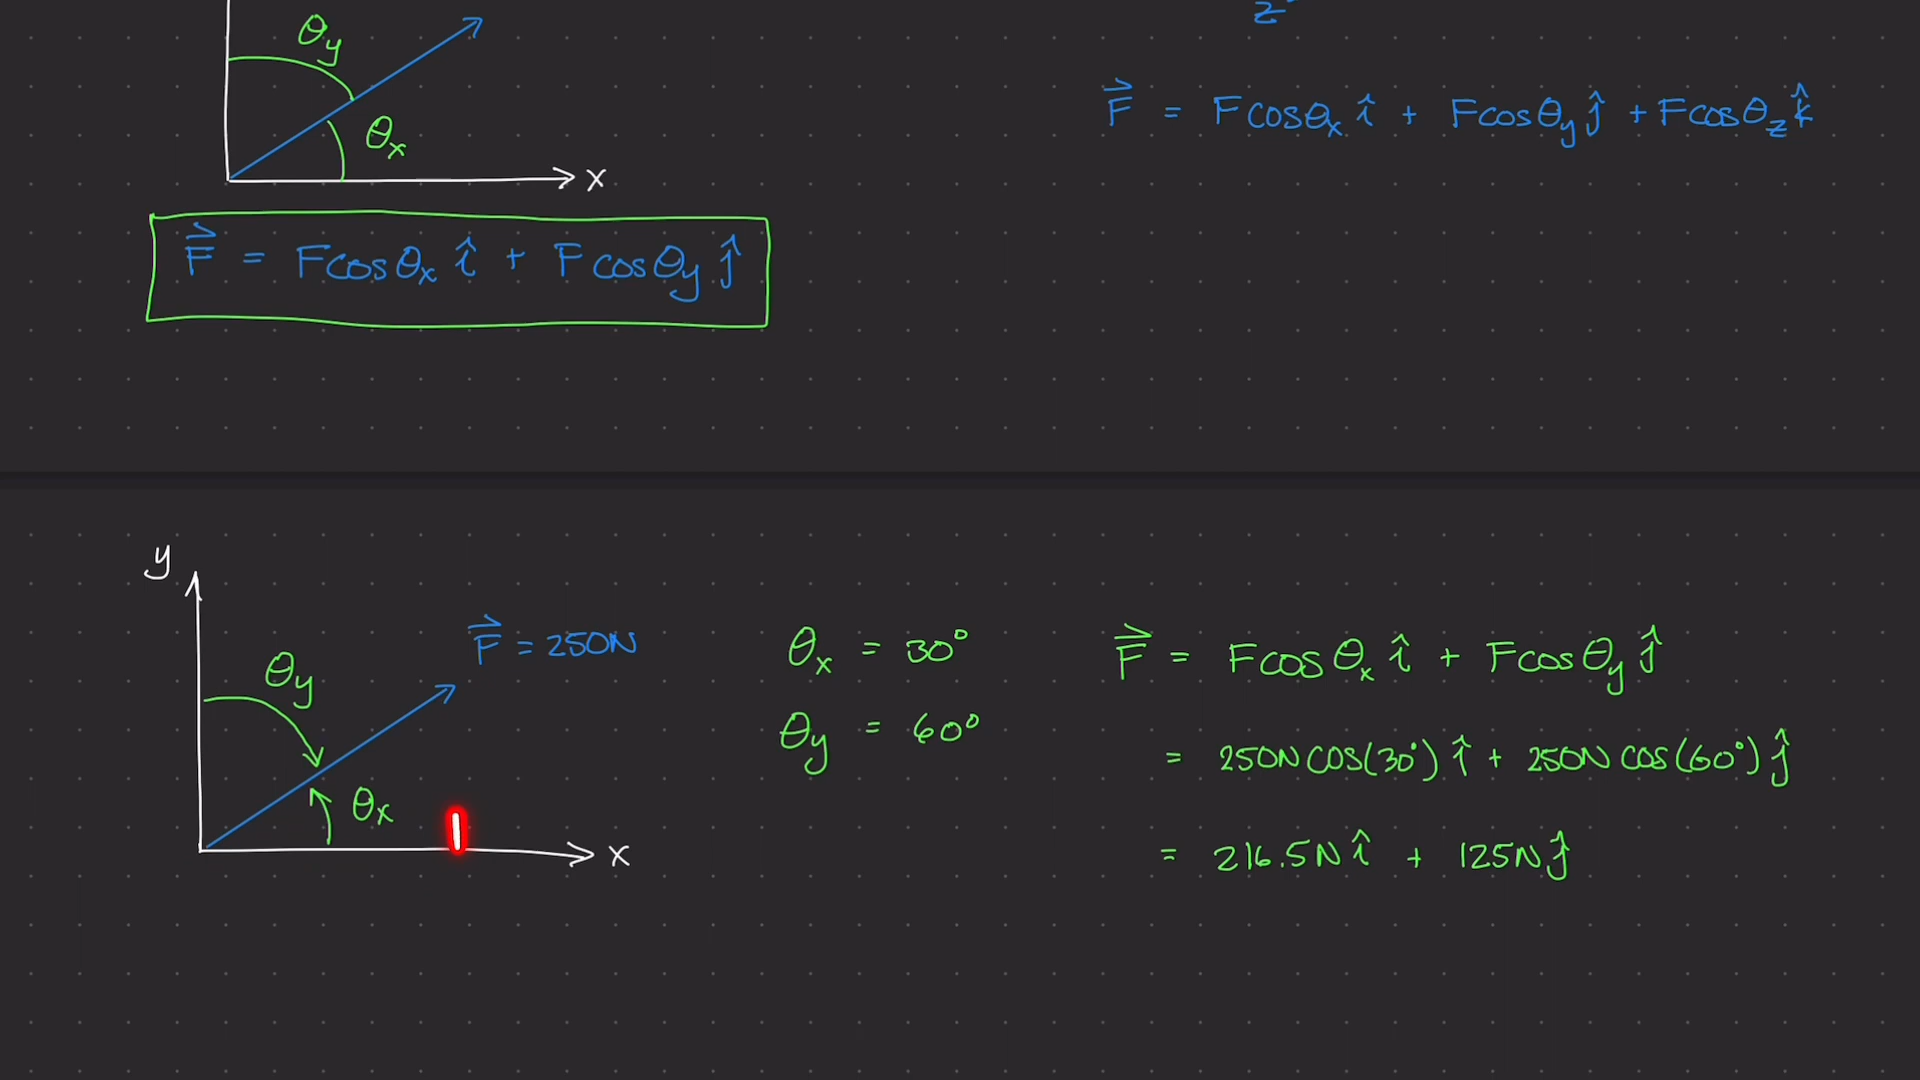 θy
θx
x
F⃗ = Fcosθx î + Fcosθy ĵ
z
F⃗ = Fcosθx î + Fcosθy ĵ + Fcosθz k̂
y
F⃗ = 250N
θy
θx
x
θx = 30°
θy = 60°
F⃗ = Fcosθx î + Fcosθy ĵ
= 250N COS(30°) î + 250N COS(60°) ĵ
= 216.5N î + 125N ĵ